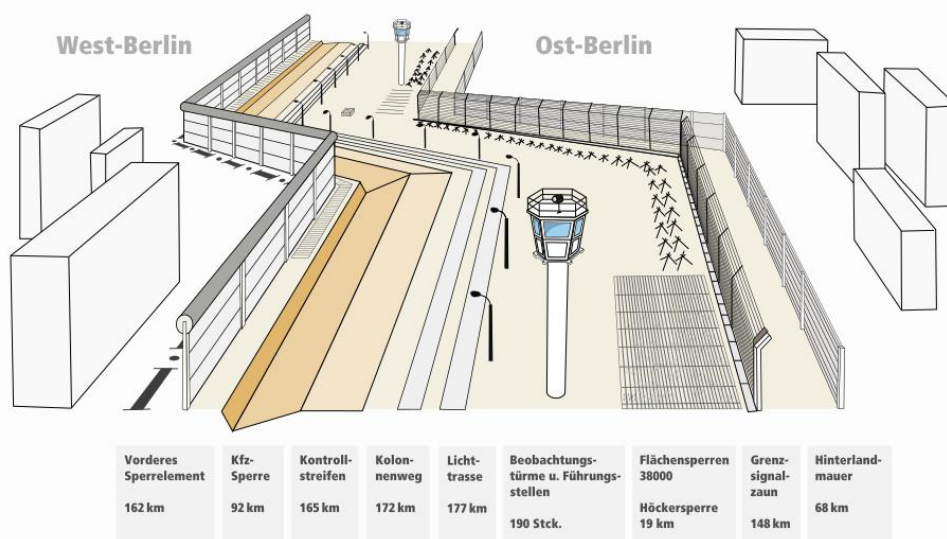 West-Berlin
Ost-Berlin
Vorderes
Sperrelement
162 km
Kfz-
Sperre
92 km
Kontroll-
streifen
165 km
Kolon-
nenweg
172 km
Licht-
trasse
177 km
Beobachtungs-
türme u. Führungs-
stellen
190 Stck.
Flächensperren
38000
Höckersperre
19 km
Grenz-
signal-
zaun
148 km
Hinterland-
mauer
68 km